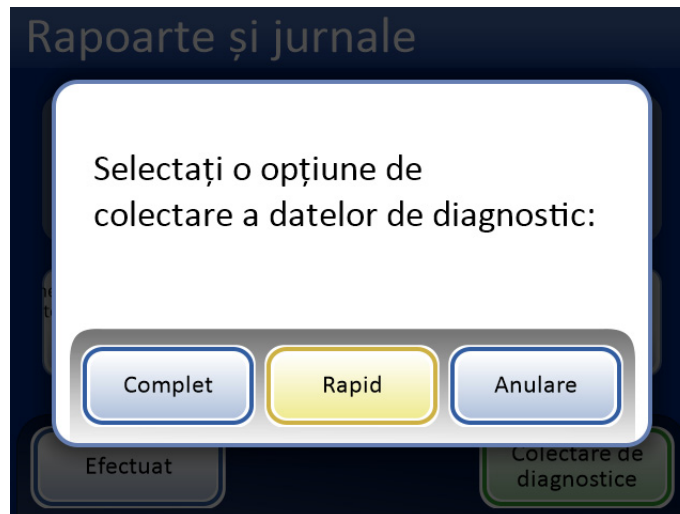 Rapoarte și jurnale
Selectați o opțiune de
colectare a datelor de diagnostic:
Complet
Rapid
Anulare
Efectuat
Colectare de
diagnostice